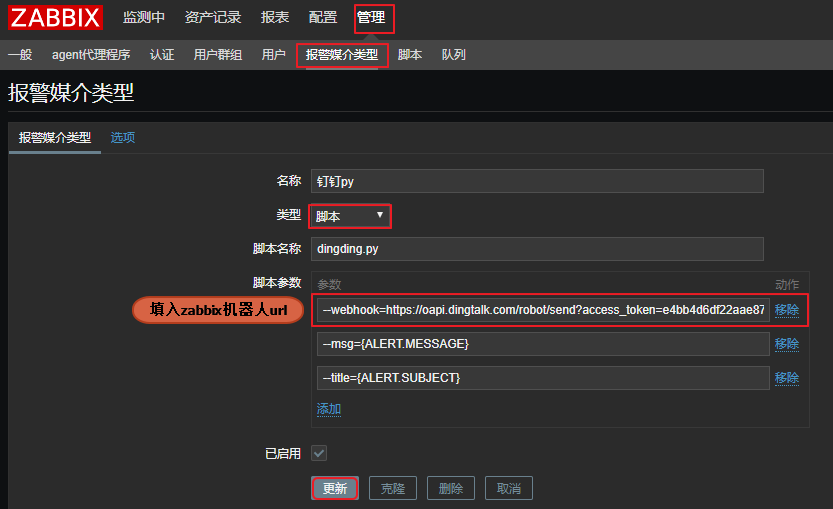 ZABBIX 监测中 资产记录 报表 配置 管理
一般 agent代理程序 认证 用户群组 用户 报警媒介类型 脚本 队列
报警媒介类型
报警媒介类型 选项
名称 钉钉py
类型 脚本
脚本名称 dingding.py
脚本参数 参数 动作
填入zabbix机器人url --webhook=https://oapi.dingtalk.com/robot/send?access_token=e4bb4d6df22aae87 移除
--msg={ALERT.MESSAGE} 移除
--title={ALERT.SUBJECT} 移除
添加
已启用
更新 克隆 删除 取消